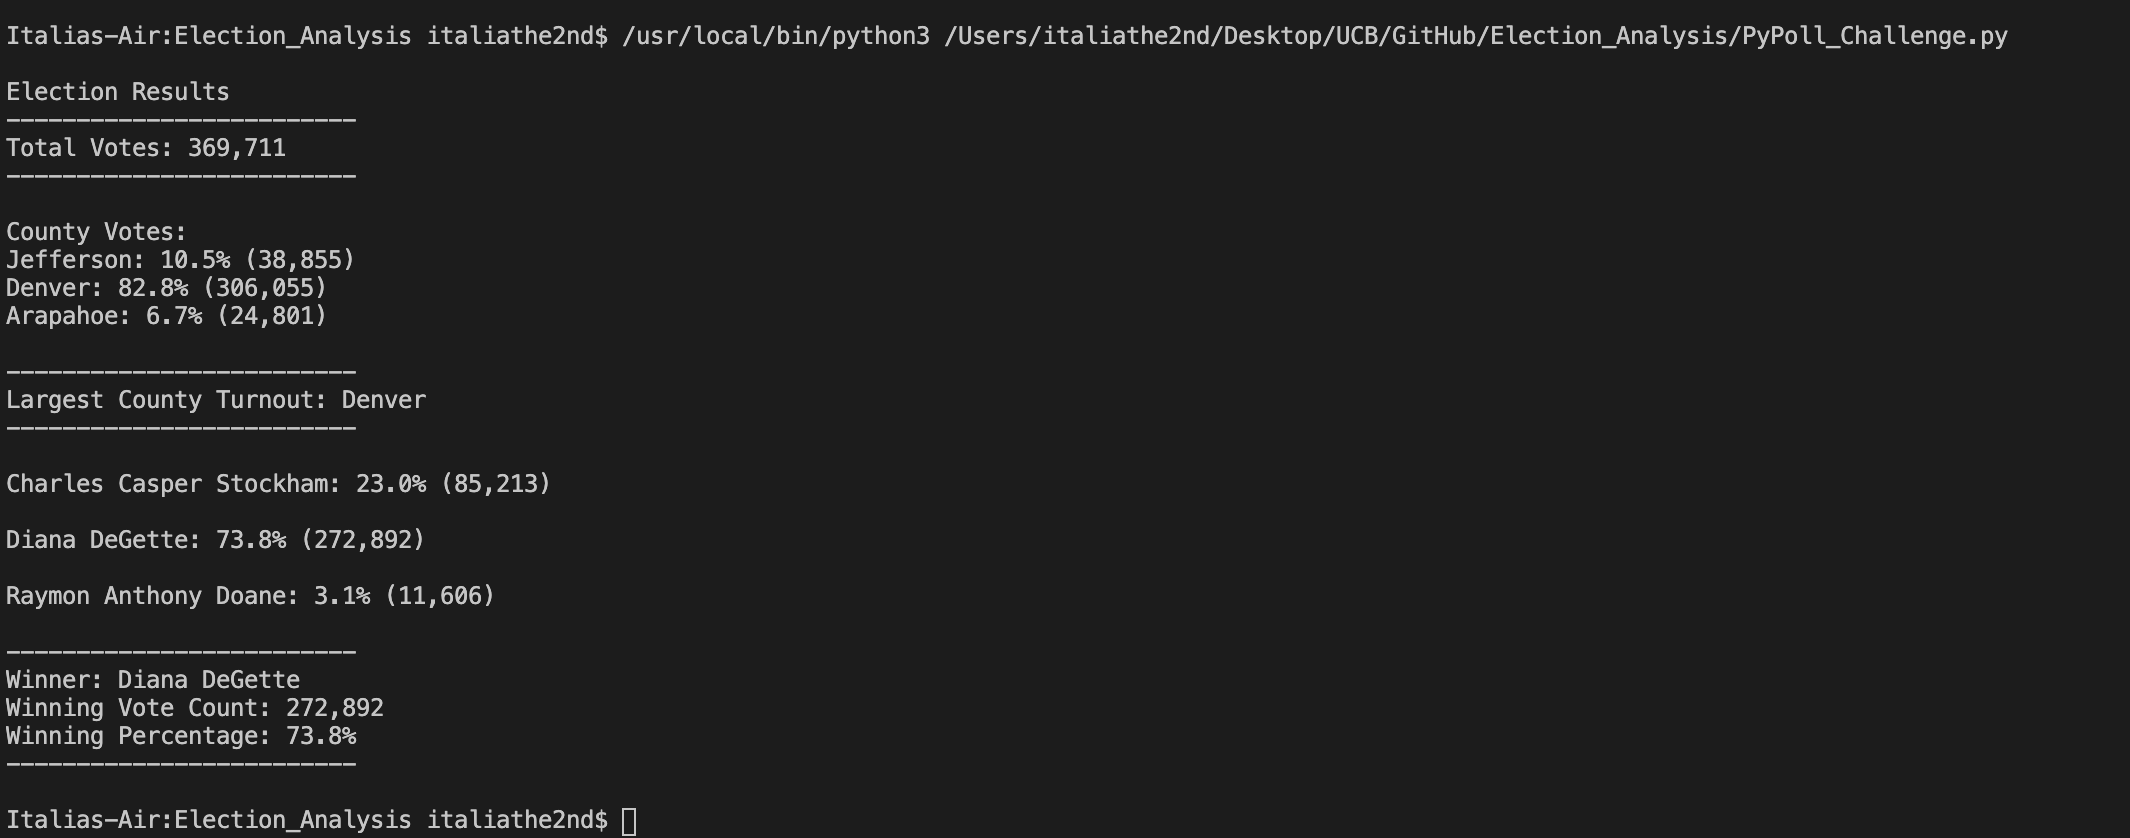 Italias-Air:Election_Analysis italiathe2nd$ /usr/local/bin/python3 /Users/italiathe2nd/Desktop/UCB/GitHub/Election_Analysis/PyPoll_Challenge.py
Election Results
-------------------------
Total Votes: 369,711
-------------------------
County Votes:
Jefferson: 10.5% (38,855)
Denver: 82.8% (306,055)
Arapahoe: 6.7% (24,801)
-------------------------
Largest County Turnout: Denver
-------------------------
Charles Casper Stockham: 23.0% (85,213)
Diana DeGette: 73.8% (272,892)
Raymon Anthony Doane: 3.1% (11,606)
-------------------------
Winner: Diana DeGette
Winning Vote Count: 272,892
Winning Percentage: 73.8%
-------------------------
Italias-Air:Election_Analysis italiathe2nd$